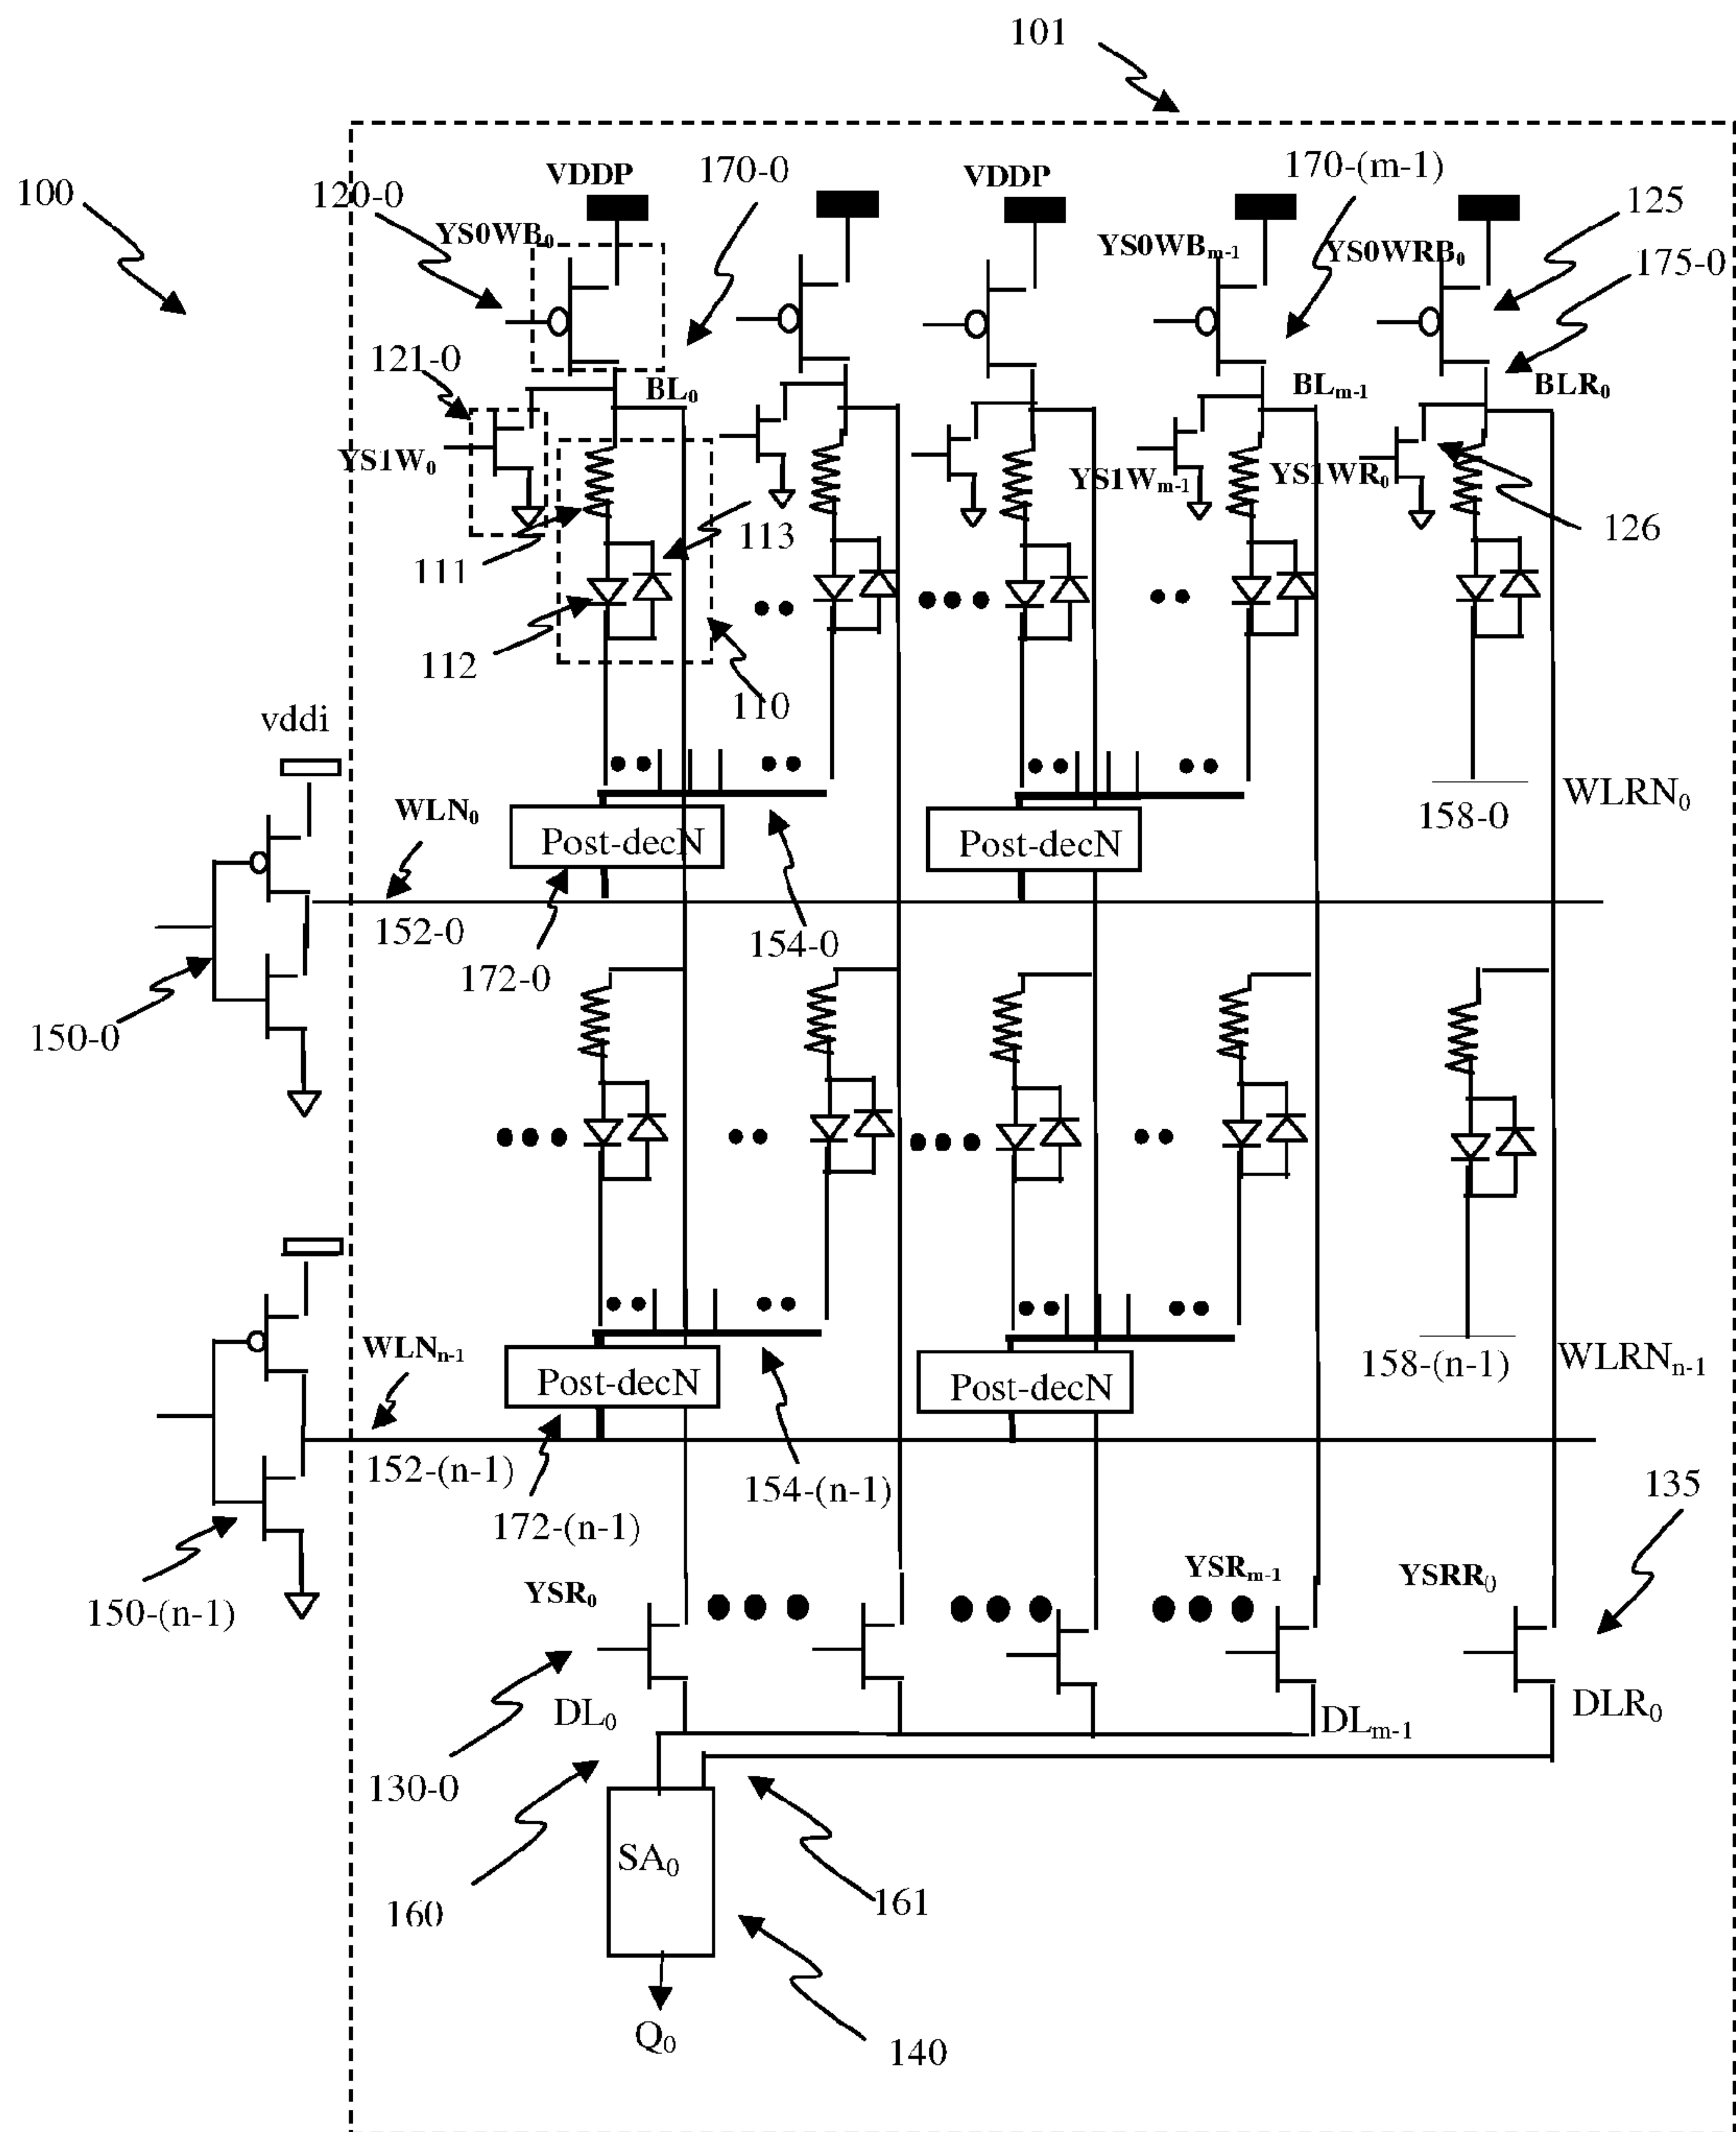 101
100
120-0
VDDP
170-0
VDDP
170-(m-1)
125
YS0WB₀
YS0WBₘ₋₁
YS0WRB₀
175-0
121-0
BL₀
BLₘ₋₁
BLR₀
YS1W₀
YS1Wₘ₋₁
YS1WR₀
111
113
126
112
110
vddi
WLN₀
Post-decN
Post-decN
158-0
WLRN₀
152-0
172-0
154-0
150-0
WLNₙ₋₁
Post-decN
Post-decN
158-(n-1)
WLRNₙ₋₁
152-(n-1)
172-(n-1)
154-(n-1)
135
150-(n-1)
YSR₀
YSRₘ₋₁
YSRR₀
DL₀
DLₘ₋₁
DLR₀
130-0
SA₀
160
161
Q₀
140